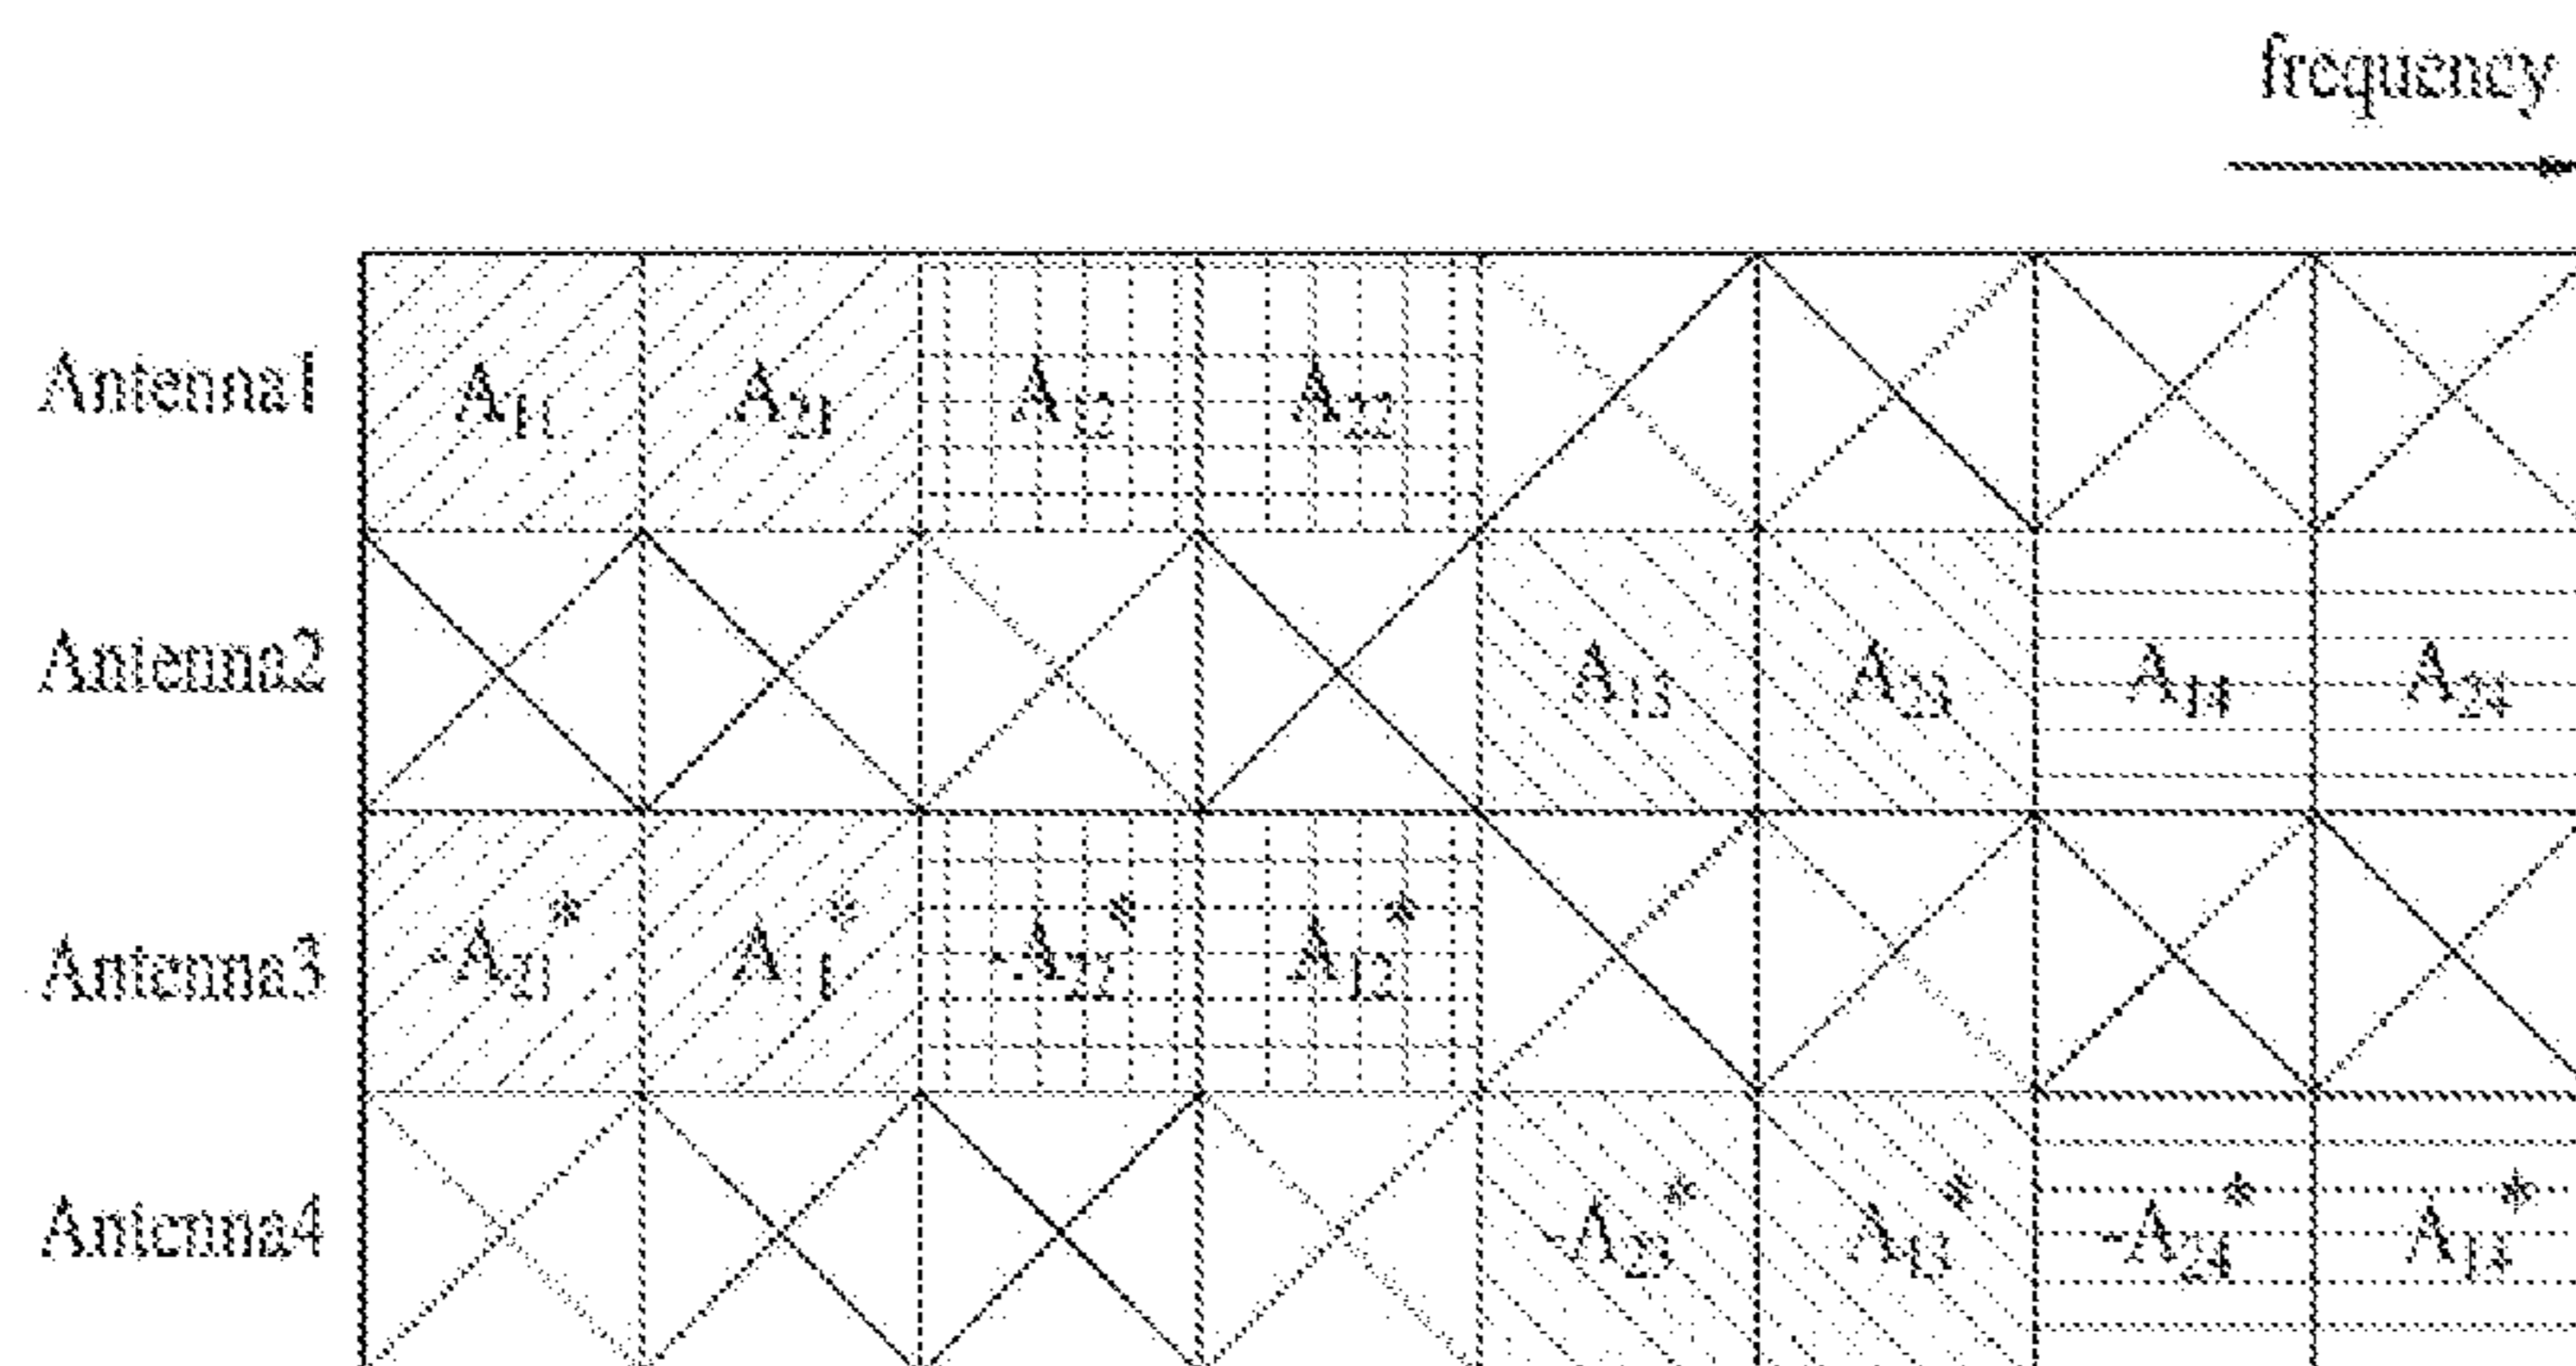 frequency
Antenna1 A11 A21 A12 A22
Antenna2 A13 A23 A14 A24
Antenna3 -A21* A11* -A22* A12*
Antenna4 -A23* A13* -A24* A14*